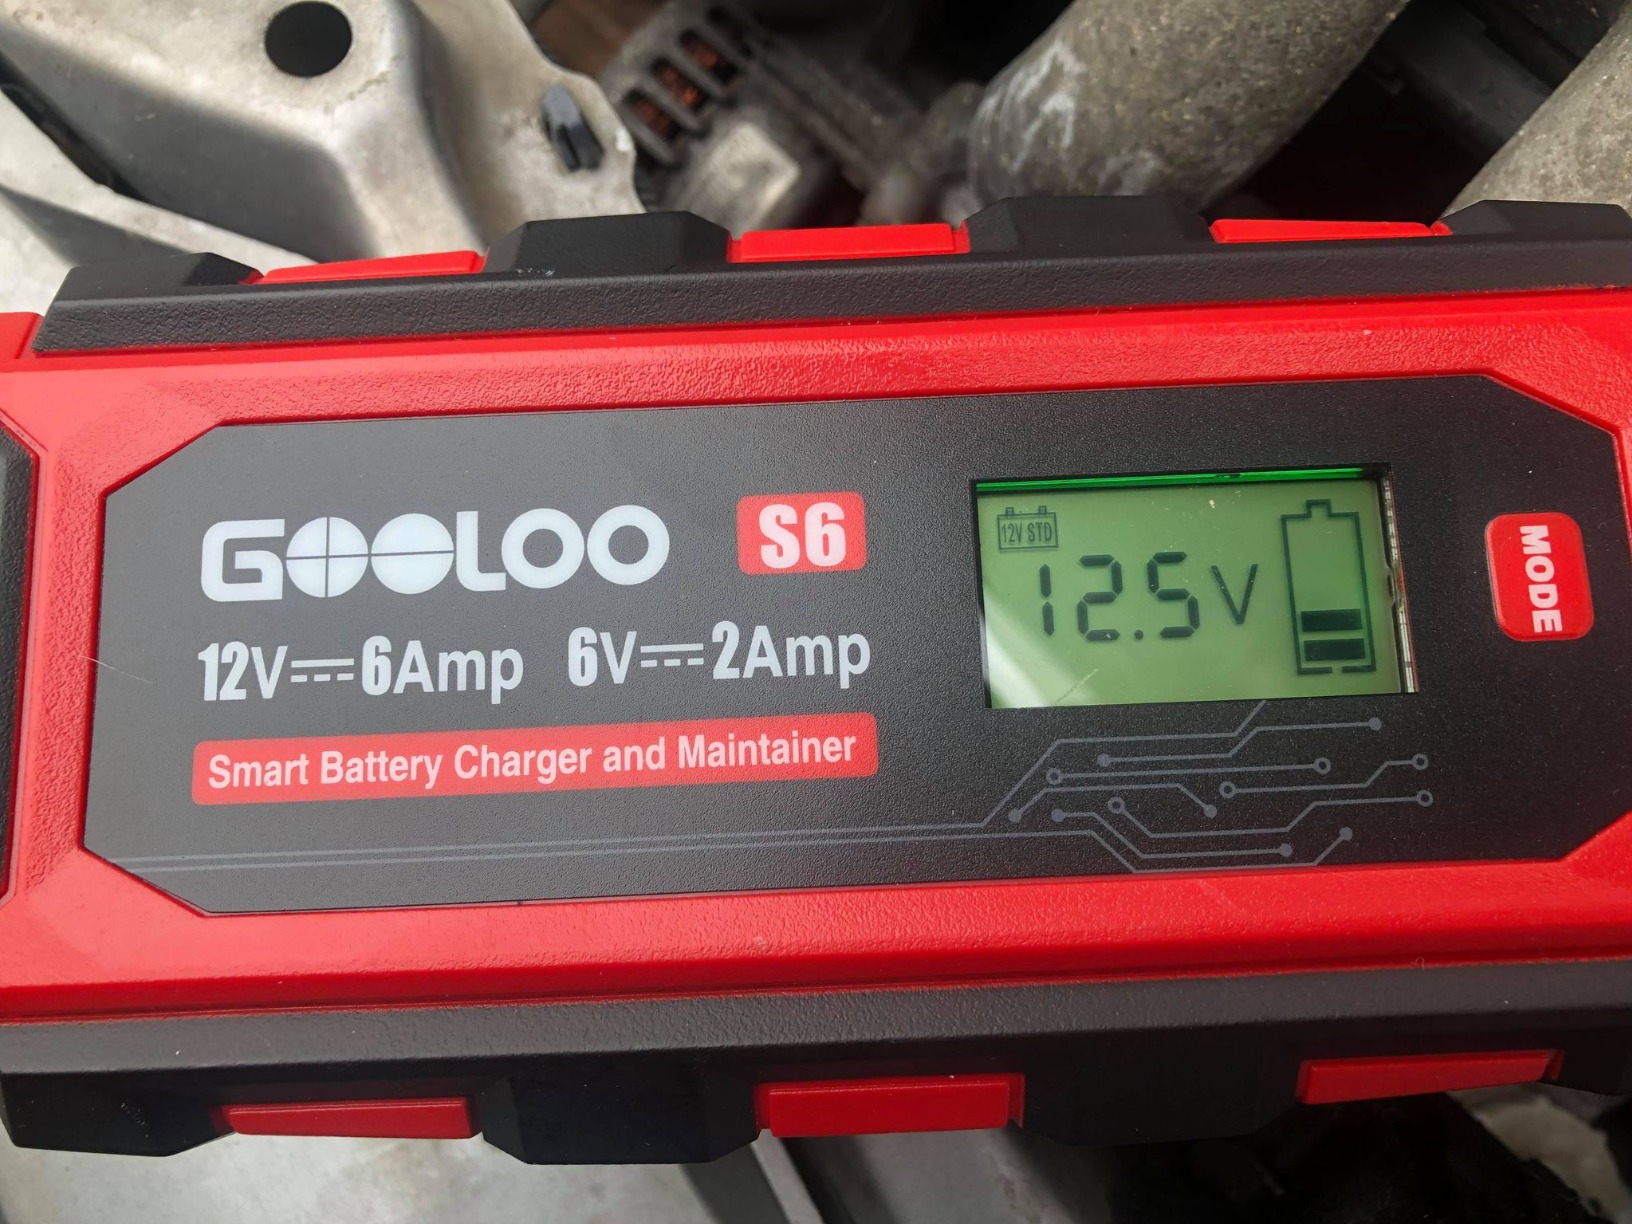 GOOLOO S6
12V⎓6Amp 6V⎓2Amp
Smart Battery Charger and Maintainer
12V STD
12.5V
MODE